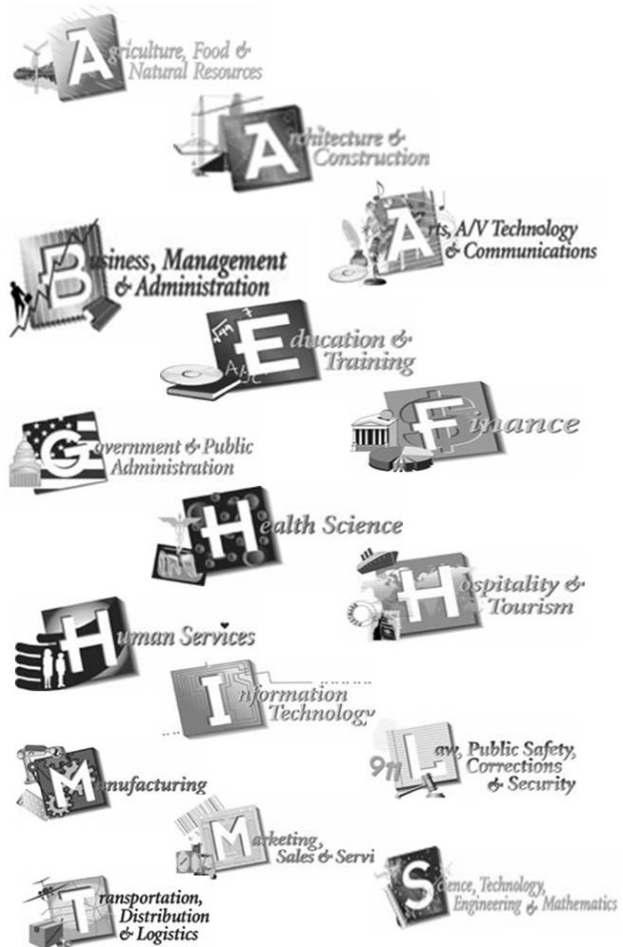 Agriculture, Food &
Natural Resources
Architecture &
Construction
Arts, A/V Technology
& Communications
Business, Management
& Administration
Education &
Training
ABC
Finance
Government & Public
Administration
Health Science
Hospitality &
Tourism
Human Services
Information
Technology
Law, Public Safety,
Corrections
& Security
911
Manufacturing
Marketing,
Sales & Servi
Transportation,
Distribution
& Logistics
Science, Technology,
Engineering & Mathematics